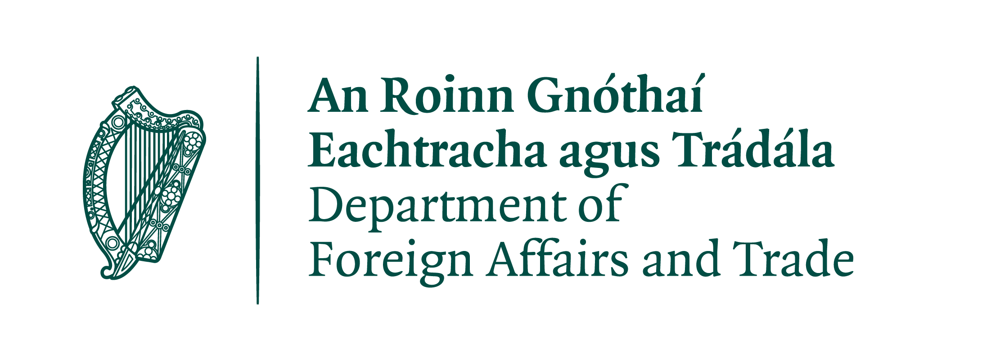 An Roinn Gnóthaí
Eachtracha agus Trádála
Department of
Foreign Affairs and Trade